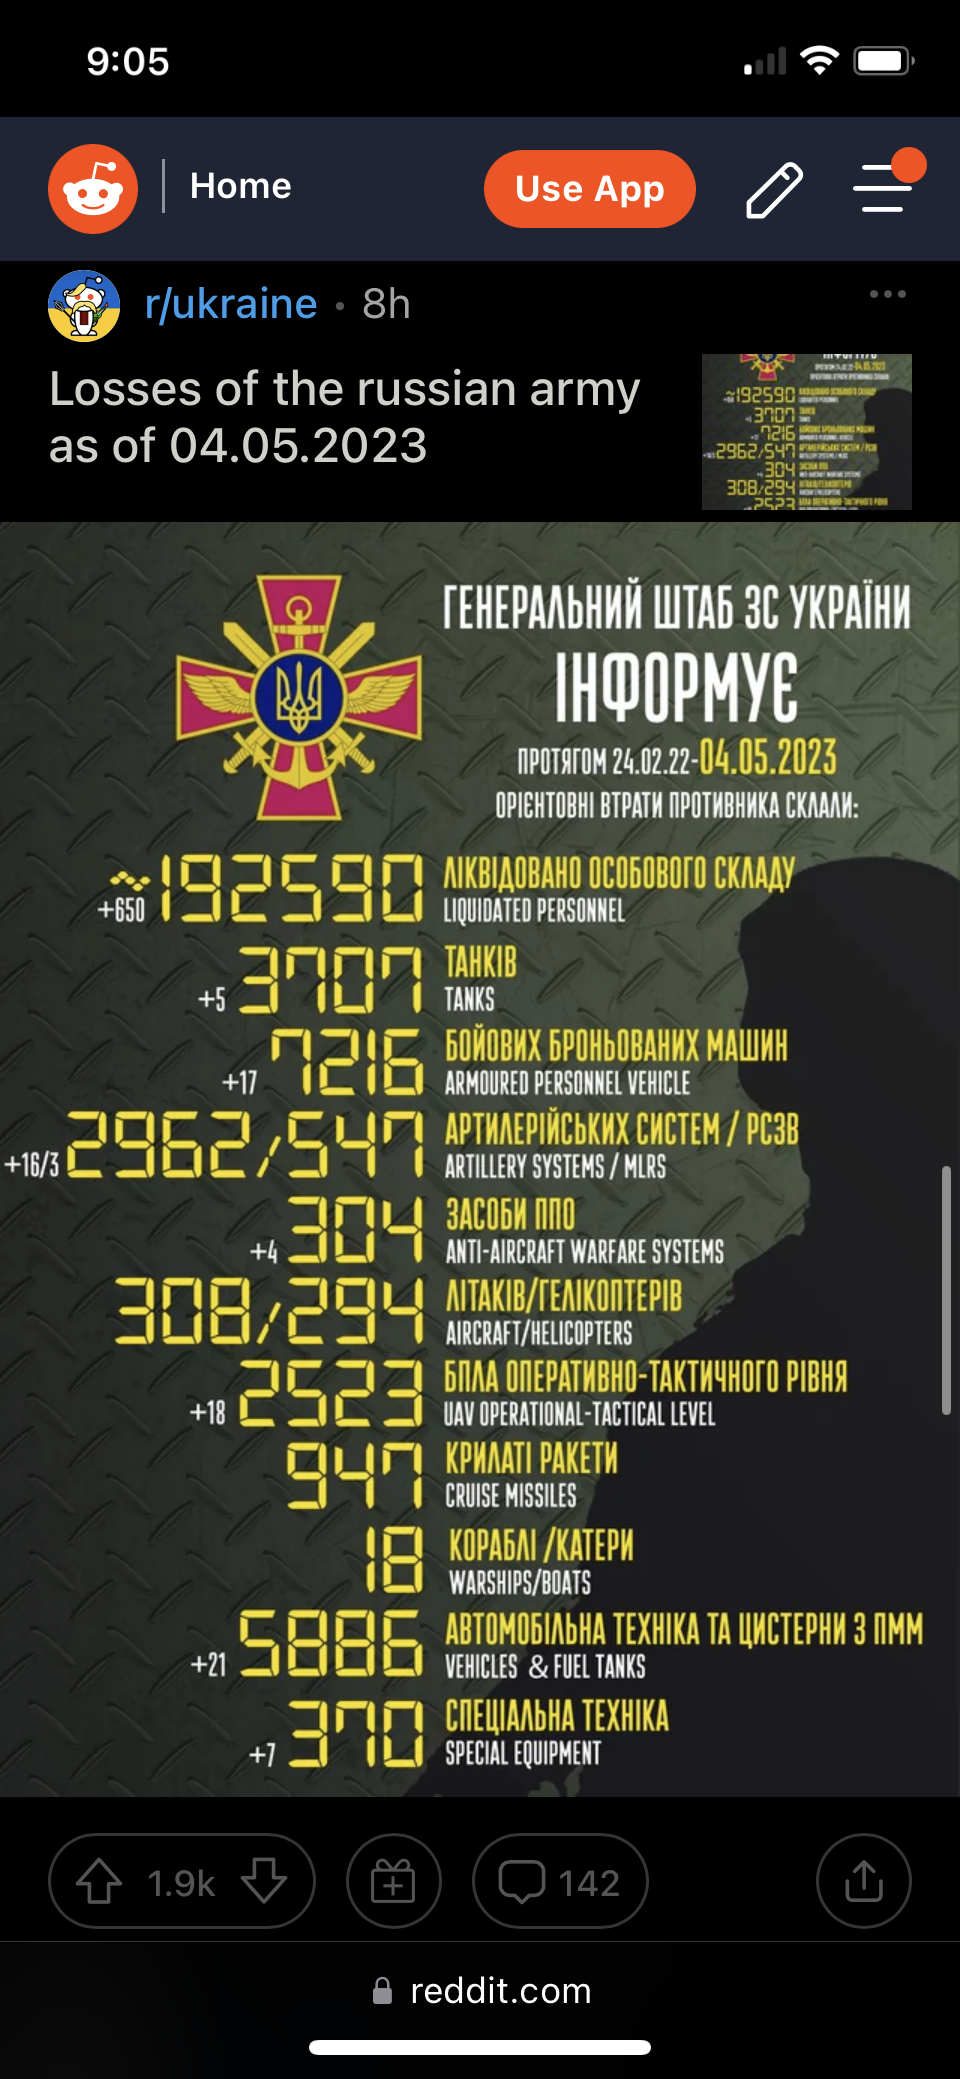 9:05
Home
Use App
r/ukraine • 8h
Losses of the russian army
as of 04.05.2023
ГЕНЕРАЛЬНИЙ ШТАБ ЗС УКРАЇНИ
ІНФОРМУЄ
ПРОТЯГОМ 24.02.22-04.05.2023
ОРІЄНТОВНІ ВТРАТИ ПРОТИВНИКА СКЛАЛИ:
+650 ~192590 ЛІКВІДОВАНО ОСОБОВОГО СКЛАДУ
LIQUIDATED PERSONNEL
+5 3707 ТАНКІВ
TANKS
+17 7216 БОЙОВИХ БРОНЬОВАНИХ МАШИН
ARMOURED PERSONNEL VEHICLE
+16/3 2962/547 АРТИЛЕРІЙСЬКИХ СИСТЕМ / РСЗВ
ARTILLERY SYSTEMS / MLRS
+4 304 ЗАСОБИ ППО
ANTI-AIRCRAFT WARFARE SYSTEMS
308/294 ЛІТАКІВ/ГЕЛІКОПТЕРІВ
AIRCRAFT/HELICOPTERS
+18 2523 БПЛА ОПЕРАТИВНО-ТАКТИЧНОГО РІВНЯ
UAV OPERATIONAL-TACTICAL LEVEL
947 КРИЛАТІ РАКЕТИ
CRUISE MISSILES
18 КОРАБЛІ /КАТЕРИ
WARSHIPS/BOATS
+21 5886 АВТОМОБІЛЬНА ТЕХНІКА ТА ЦИСТЕРНИ З ПММ
VEHICLES & FUEL TANKS
+7 370 СПЕЦІАЛЬНА ТЕХНІКА
SPECIAL EQUIPMENT
1.9k 142
reddit.com